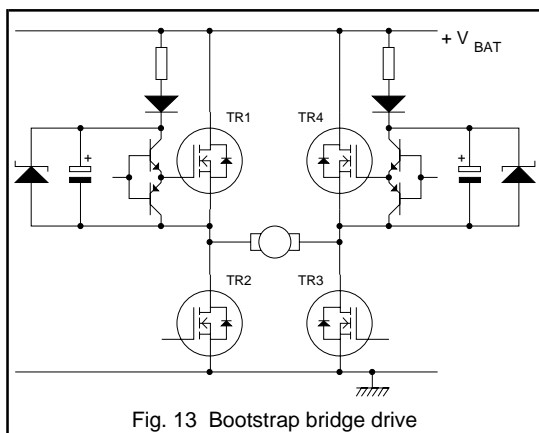 + V BAT
TR1
TR4
+
+
TR2
TR3
Fig. 13 Bootstrap bridge drive